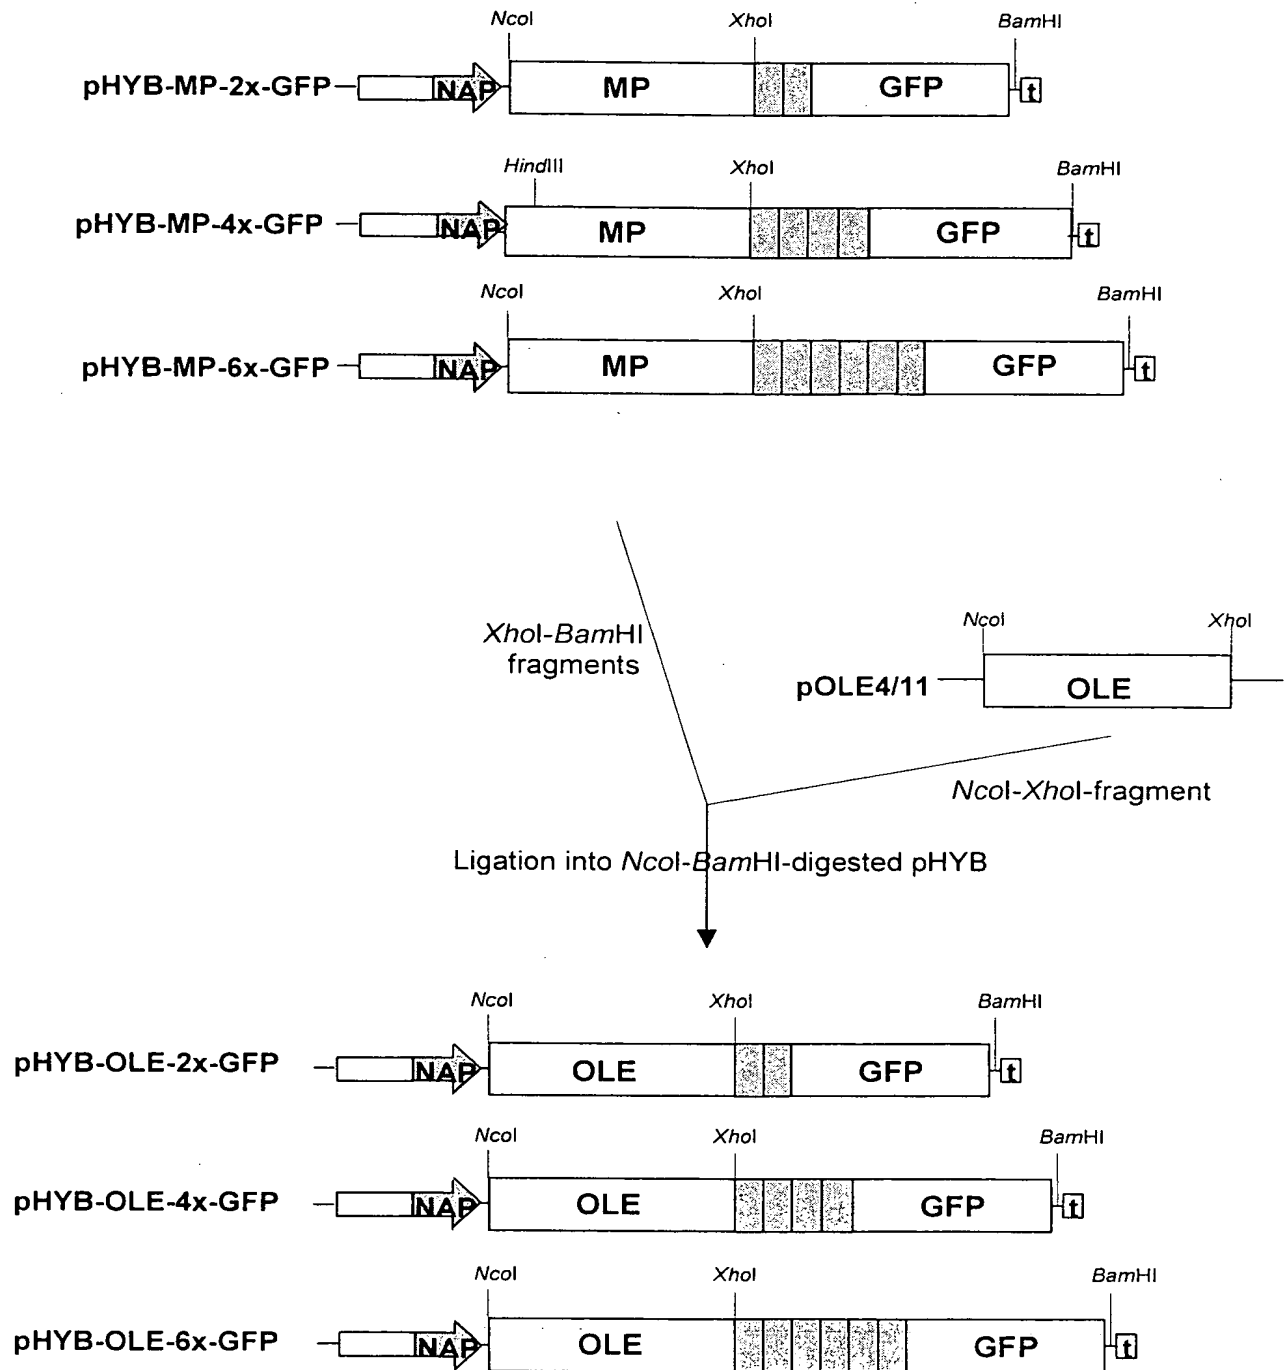 NcoI XhoI BamHI
pHYB-MP-2x-GFP NAP MP GFP t
HindIII XhoI BamHI
pHYB-MP-4x-GFP NAP MP GFP t
NcoI XhoI BamHI
pHYB-MP-6x-GFP NAP MP GFP t
XhoI-BamHI
fragments
NcoI XhoI
pOLE4/11 OLE
NcoI-XhoI-fragment
Ligation into NcoI-BamHI-digested pHYB
NcoI XhoI BamHI
pHYB-OLE-2x-GFP NAP OLE GFP t
NcoI XhoI BamHI
pHYB-OLE-4x-GFP NAP OLE GFP t
NcoI XhoI BamHI
pHYB-OLE-6x-GFP NAP OLE GFP t